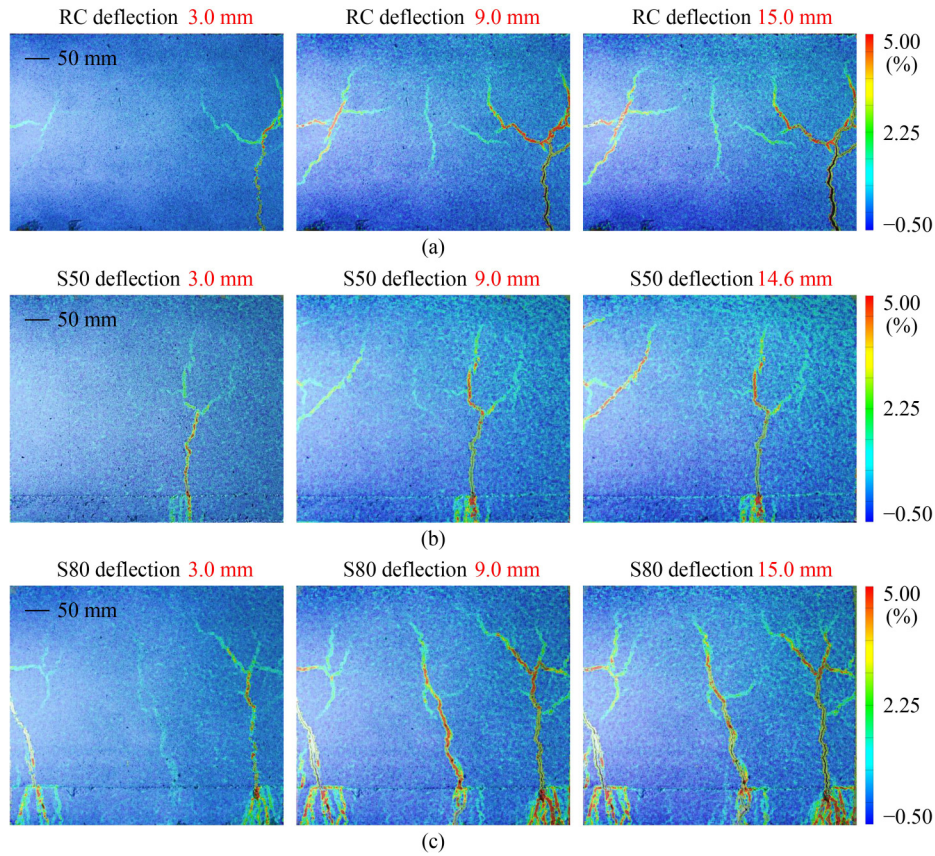 RC deflection 3.0 mm RC deflection 9.0 mm RC deflection 15.0 mm
50 mm
5.00
(%)
2.25
−0.50
(a)
S50 deflection 3.0 mm S50 deflection 9.0 mm S50 deflection 14.6 mm
50 mm
5.00
(%)
2.25
−0.50
(b)
S80 deflection 3.0 mm S80 deflection 9.0 mm S80 deflection 15.0 mm
50 mm
5.00
(%)
2.25
−0.50
(c)